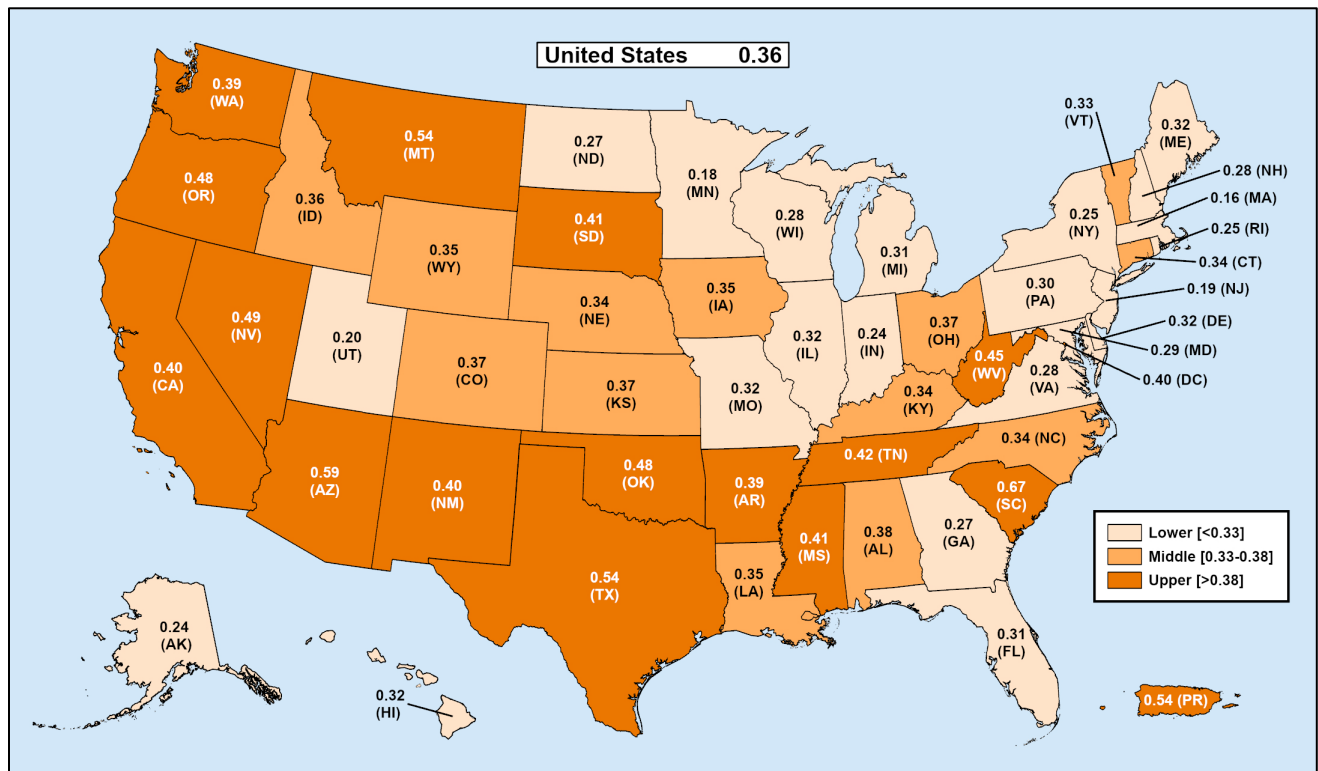 United States 0.36
0.39
(WA)
0.54
(MT)
0.27
(ND)
0.18
(MN)
0.33
(VT)
0.32
(ME)
0.48
(OR)
0.36
(ID)
0.41
(SD)
0.28
(WI)
0.31
(MI)
0.25
(NY)
0.28 (NH)
0.16 (MA)
0.25 (RI)
0.34 (CT)
0.19 (NJ)
0.32 (DE)
0.29 (MD)
0.40 (DC)
0.35
(WY)
0.34
(NE)
0.35
(IA)
0.30
(PA)
0.40
(CA)
0.49
(NV)
0.20
(UT)
0.37
(CO)
0.37
(KS)
0.32
(MO)
0.32
(IL)
0.24
(IN)
0.37
(OH)
0.45
(WV)
0.28
(VA)
0.34
(KY)
0.34 (NC)
0.42 (TN)
0.59
(AZ)
0.40
(NM)
0.48
(OK)
0.39
(AR)
0.67
(SC)
0.54
(TX)
0.35
(LA)
0.41
(MS)
0.38
(AL)
0.27
(GA)
Lower [<0.33]
Middle [0.33-0.38]
Upper [>0.38]
0.24
(AK)
0.32
(HI)
0.31
(FL)
0.54 (PR)